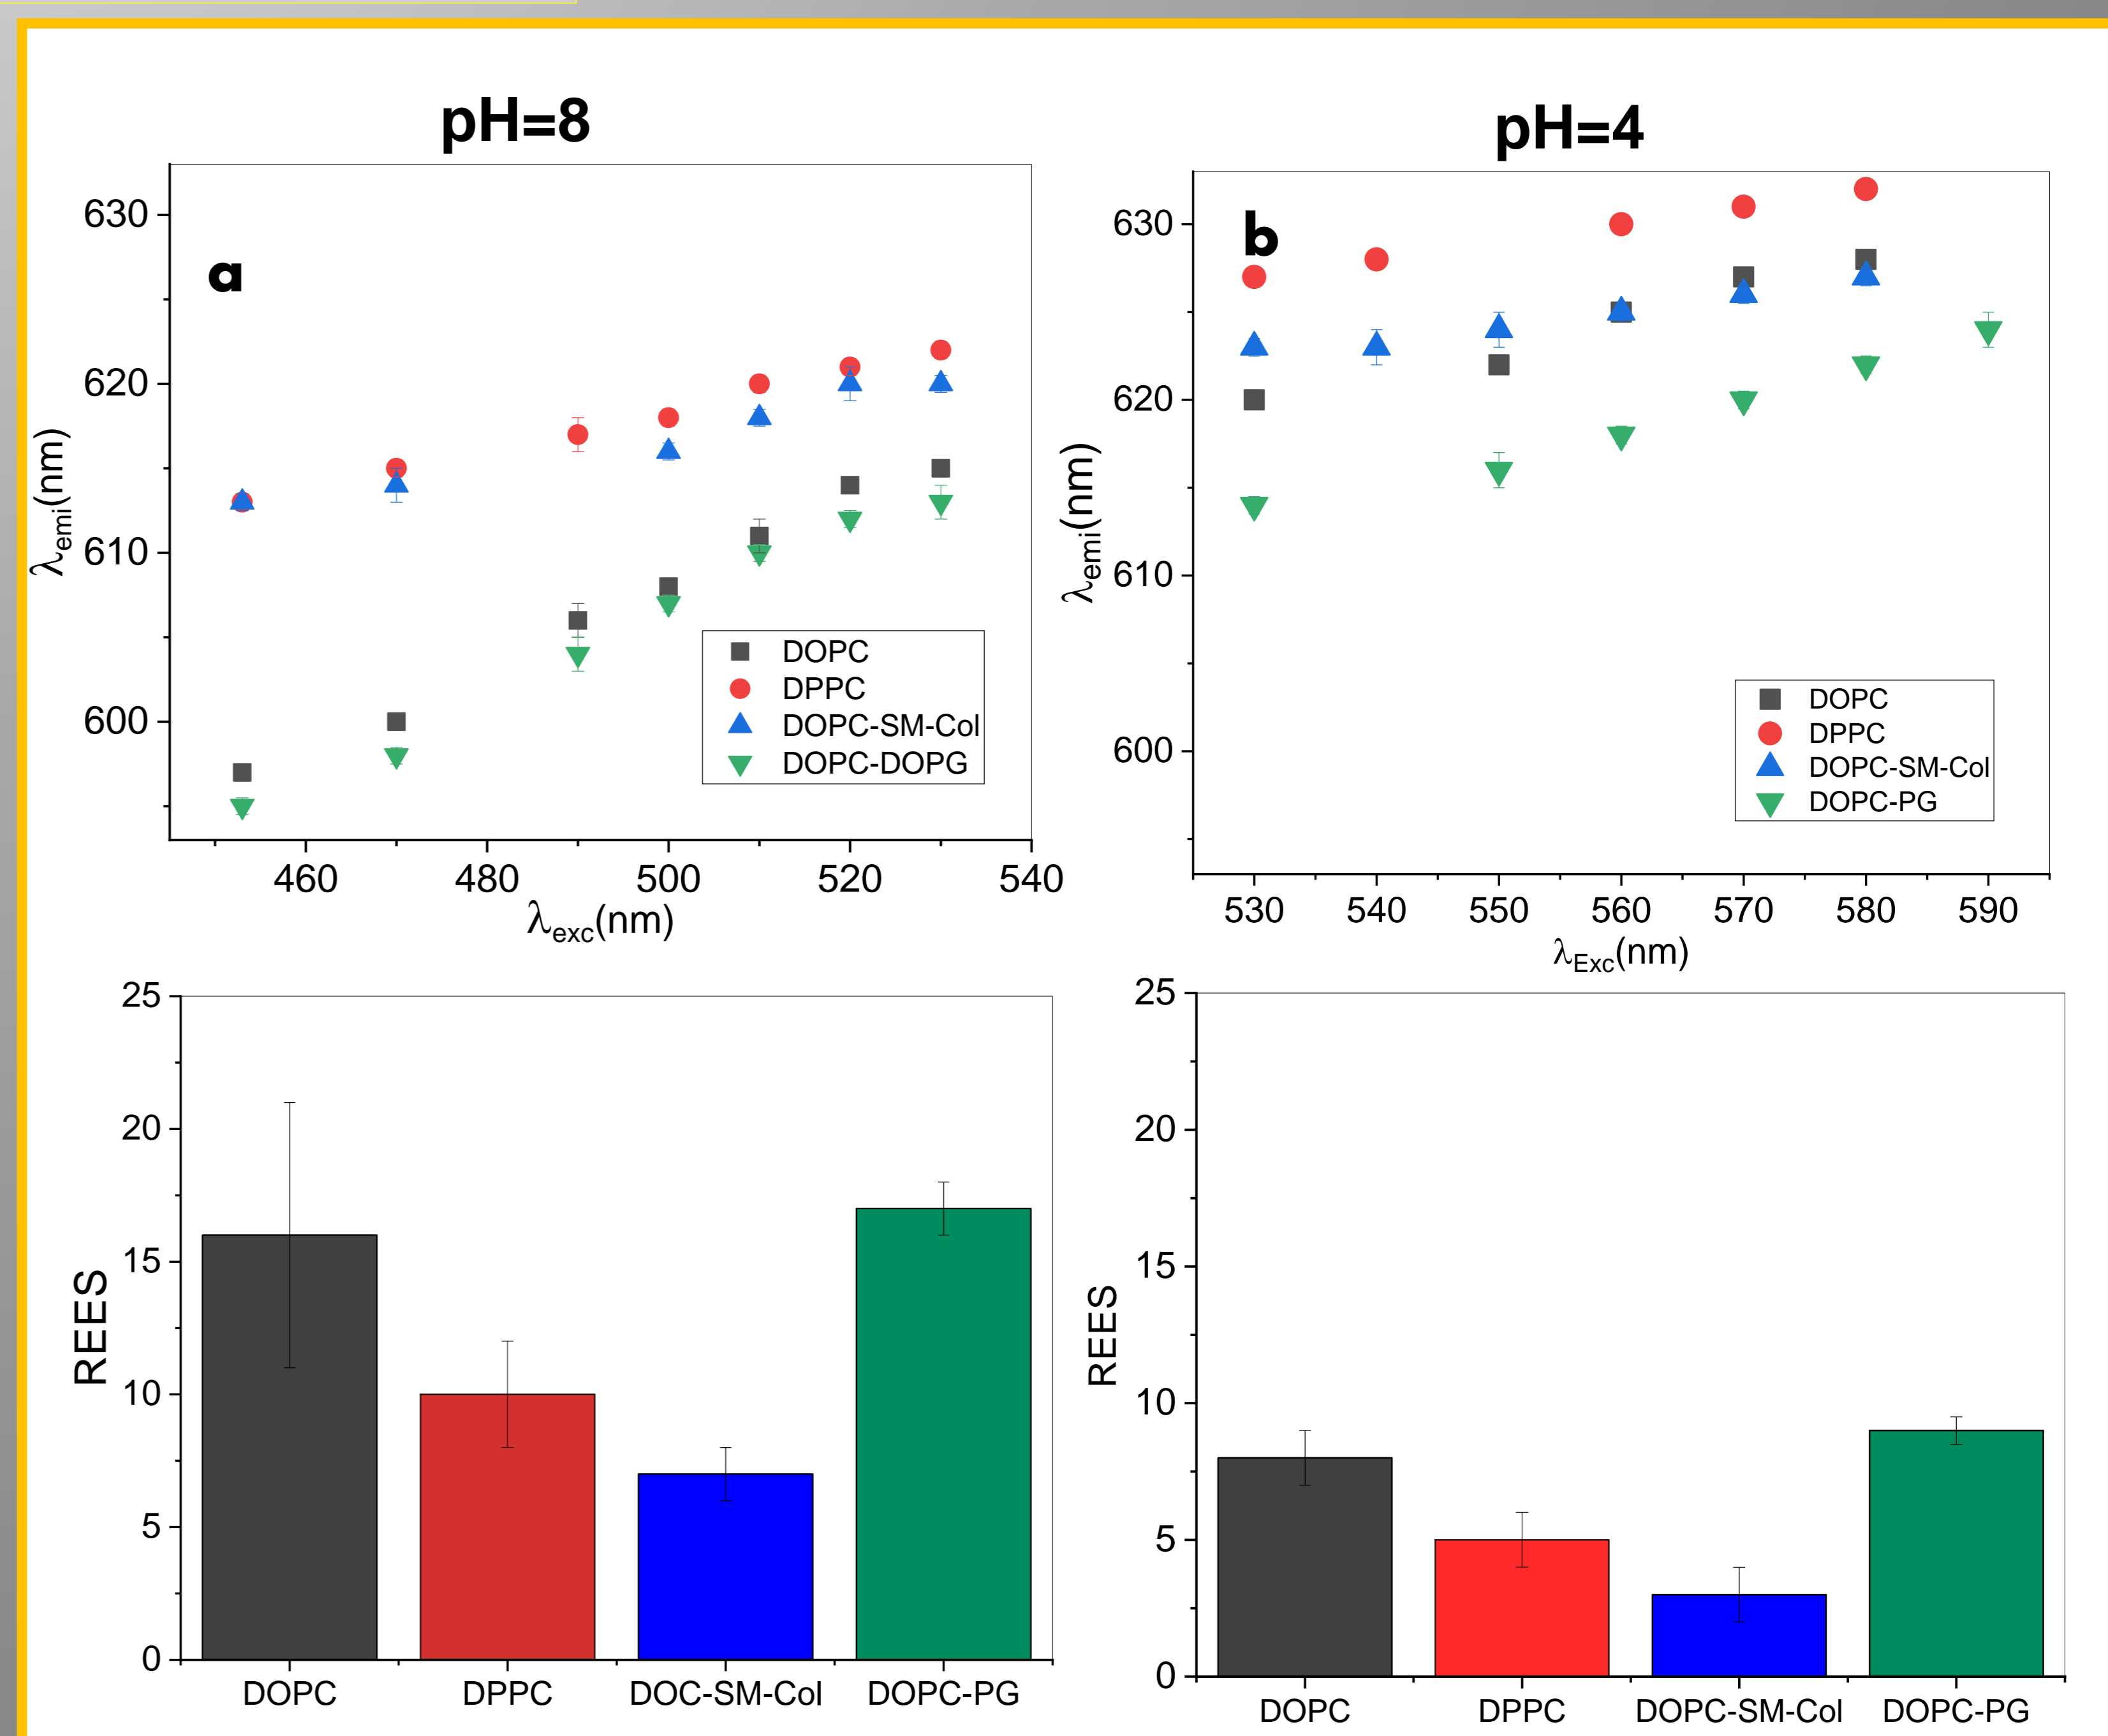 pH=8
a
630
620
610
600
λemi(nm)
460 480 500 520 540
λexc(nm)
DOPC
DPPC
DOPC-SM-Col
DOPC-DOPG
pH=4
b
630
620
610
600
λemi(nm)
530 540 550 560 570 580 590
λExc(nm)
DOPC
DPPC
DOPC-SM-Col
DOPC-PG
25
20
15
10
5
0
REES
DOPC DPPC DOC-SM-Col DOPC-PG
25
20
15
10
5
0
REES
DOPC DPPC DOPC-SM-Col DOPC-PG